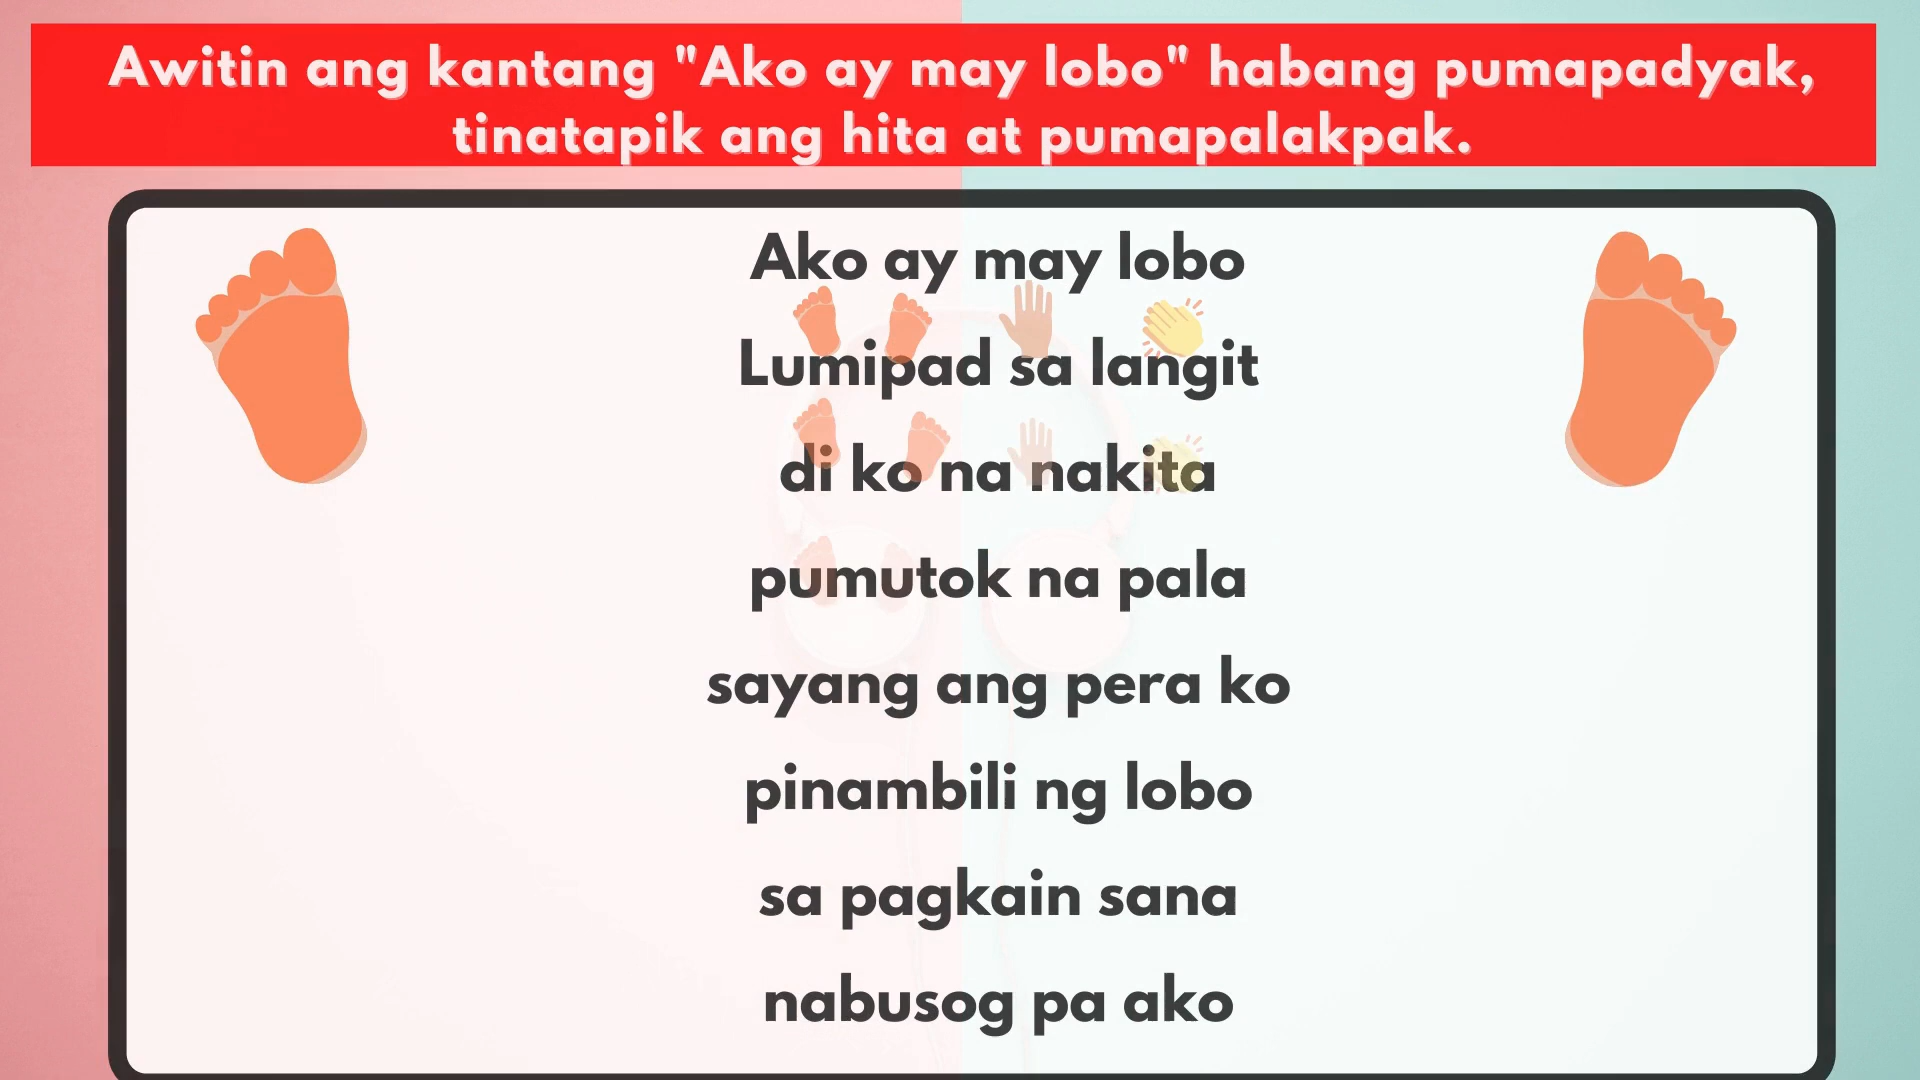 Awitin ang kantang "Ako ay may lobo" habang pumapadyak,
tinatapik ang hita at pumapalakpak.
Ako ay may lobo
Lumipad sa langit
di ko na nakita
pumutok na pala
sayang ang pera ko
pinambili ng lobo
sa pagkain sana
nabusog pa ako